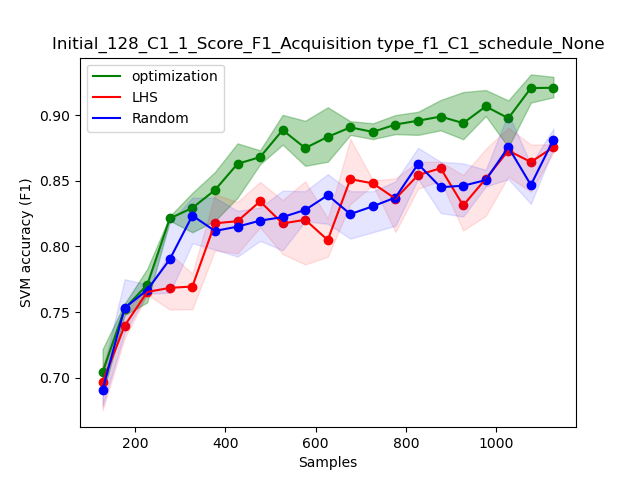 Initial_128_C1_1_Score_F1_Acquisition type_f1_C1_schedule_None
optimization
LHS
Random
SVM accuracy (F1)
0.90
0.85
0.80
0.75
0.70
200 400 600 800 1000
Samples